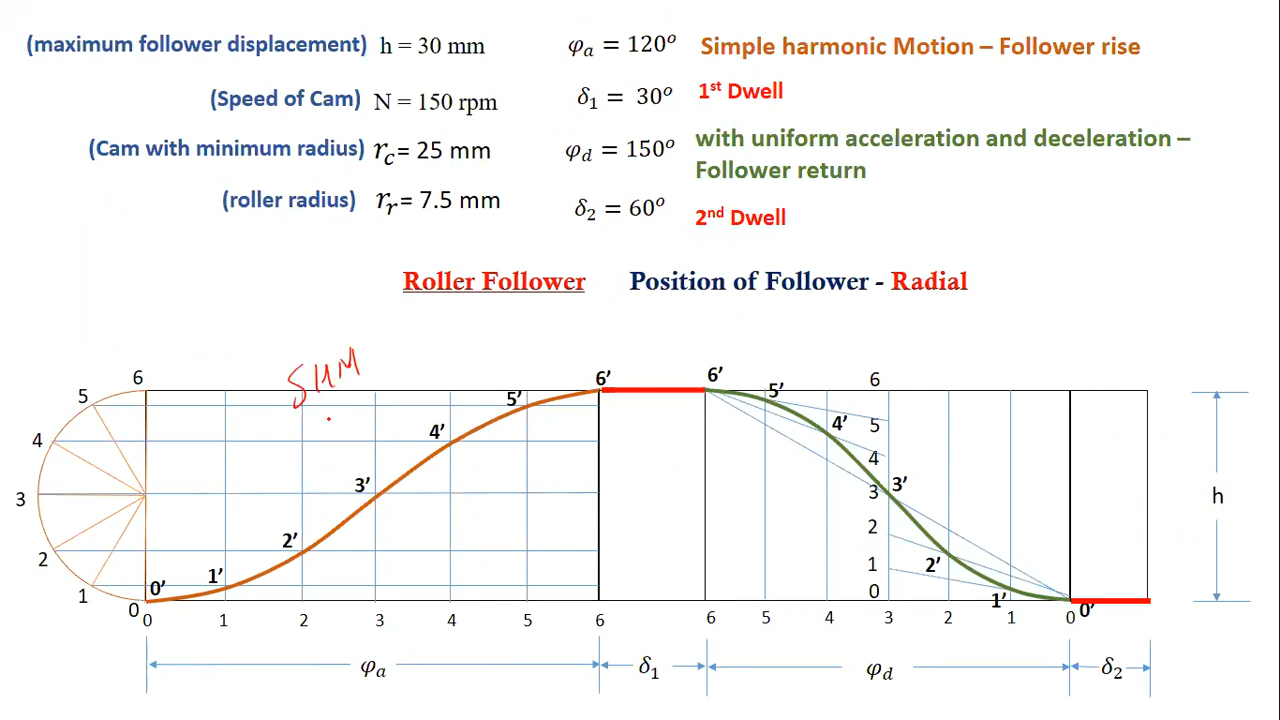 (maximum follower displacement) h = 30 mm φₐ = 120° Simple harmonic Motion – Follower rise
(Speed of Cam) N = 150 rpm δ₁ = 30° 1st Dwell
(Cam with minimum radius) r_c = 25 mm φ_d = 150° with uniform acceleration and deceleration –
Follower return
(roller radius) r_r = 7.5 mm δ₂ = 60° 2nd Dwell
Roller Follower Position of Follower - Radial
SHM
6 6' 6' 6
5 5' 5' 5
4 4' 4' 4
3 3' 3' 3
2 2' 2' 2
1 1' 1' 1
0 0' 0' 0
0 1 2 3 4 5 6 6 5 4 3 2 1 0
h
φₐ δ₁ φ_d δ₂